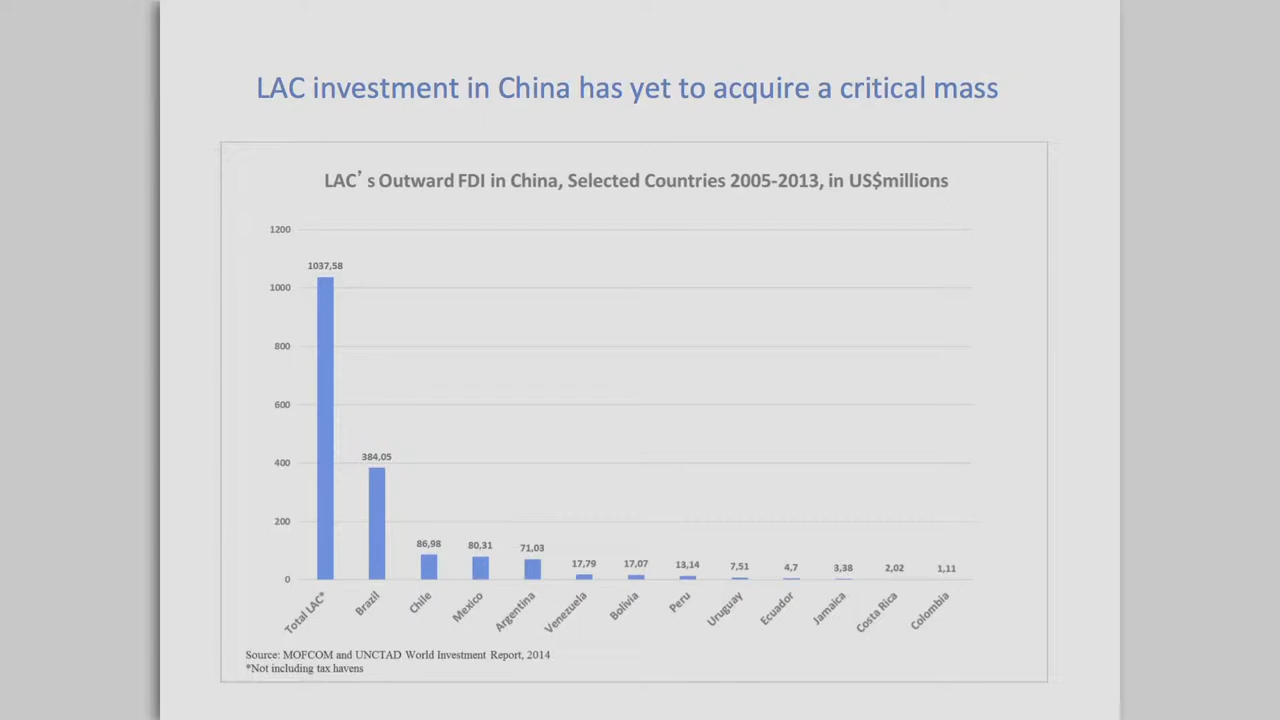 LAC investment in China has yet to acquire a critical mass
LAC's Outward FDI in China, Selected Countries 2005-2013, in US$millions
1200
1000
800
600
400
200
0
1037,58
384,05
86,98
80,31
71,03
17,79
17,07
13,14
7,51
4,7
3,38
2,02
1,11
Total LAC*
Brazil
Chile
Mexico
Argentina
Venezuela
Bolivia
Peru
Uruguay
Ecuador
Jamaica
Costa Rica
Colombia
Source: MOFCOM and UNCTAD World Investment Report, 2014
*Not including tax havens